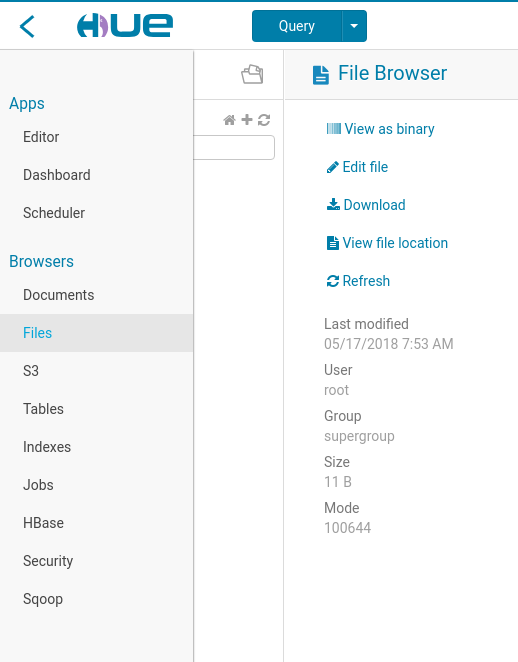 HUE
Query
Apps
Editor
Dashboard
Scheduler
Browsers
Documents
Files
S3
Tables
Indexes
Jobs
HBase
Security
Sqoop
File Browser
View as binary
Edit file
Download
View file location
Refresh
Last modified
05/17/2018 7:53 AM
User
root
Group
supergroup
Size
11 B
Mode
100644